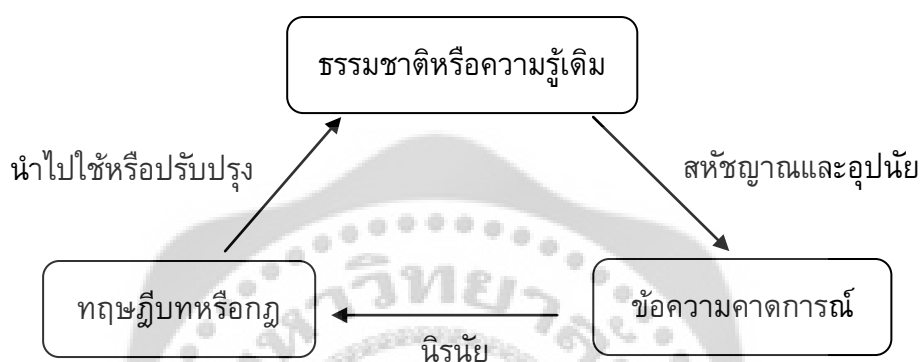 ธรรมชาติหรือความรู้เดิม
นำไปใช้หรือปรับปรุง
สหัชญาณและอุปนัย
ทฤษฎีบทหรือกฎ
ข้อความคาดการณ์
นิรนัย